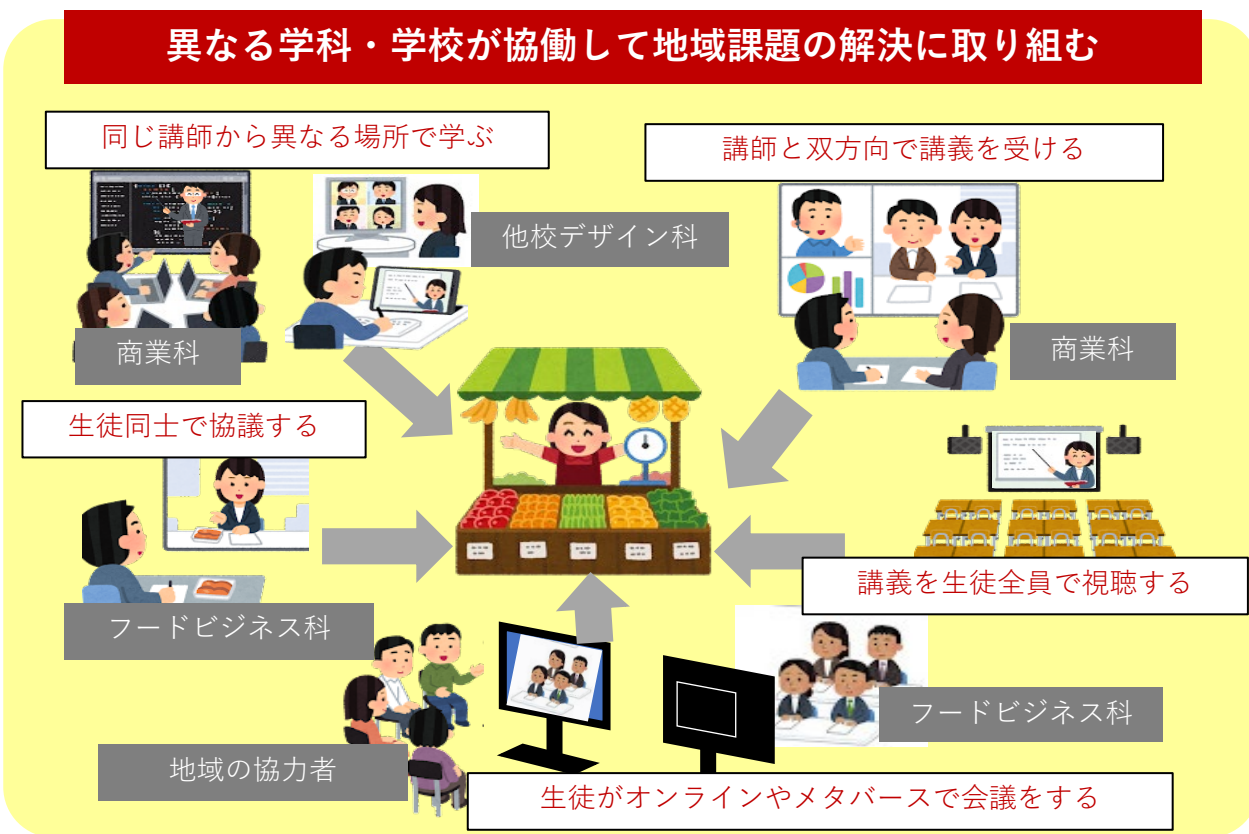 異なる学科・学校が協働して地域課題の解決に取り組む
同じ講師から異なる場所で学ぶ
講師と双方向で講義を受ける
他校デザイン科
商業科
商業科
生徒同士で協議する
講義を生徒全員で視聴する
フードビジネス科
フードビジネス科
地域の協力者
生徒がオンラインやメタバースで会議をする